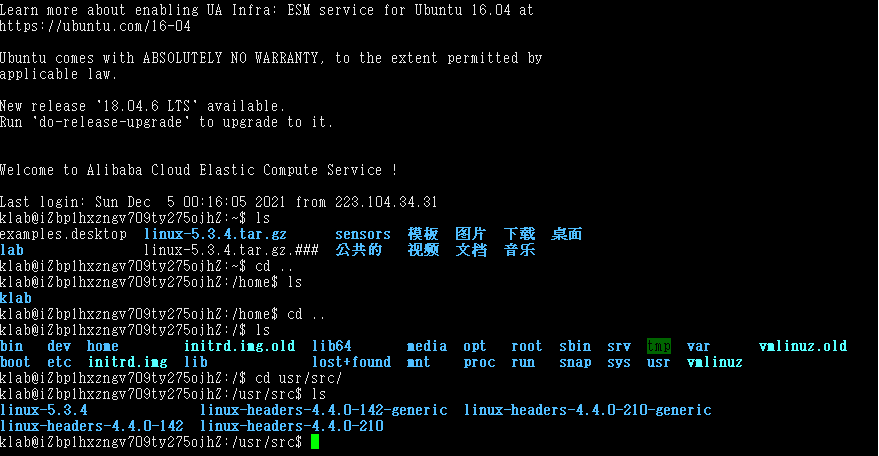 Learn more about enabling UA Infra: ESM service for Ubuntu 16.04 at
https://ubuntu.com/16-04
Ubuntu comes with ABSOLUTELY NO WARRANTY, to the extent permitted by
applicable law.
New release '18.04.6 LTS' available.
Run 'do-release-upgrade' to upgrade to it.
Welcome to Alibaba Cloud Elastic Compute Service !
Last login: Sun Dec  5 00:16:05 2021 from 223.104.34.31
klab@iZbp1hxzngv7O9ty275ojhZ:~$ ls
examples.desktop  linux-5.3.4.tar.gz      sensors  模板  图片  下载  桌面
lab               linux-5.3.4.tar.gz.###  公共的   视频  文档  音乐
klab@iZbp1hxzngv7O9ty275ojhZ:~$ cd ..
klab@iZbp1hxzngv7O9ty275ojhZ:/home$ ls
klab
klab@iZbp1hxzngv7O9ty275ojhZ:/home$ cd ..
klab@iZbp1hxzngv7O9ty275ojhZ:/$ ls
bin   dev  home        initrd.img.old  lib64       media  opt   root  sbin  srv  tmp  var      vmlinuz.old
boot  etc  initrd.img  lib             lost+found  mnt    proc  run   snap  sys  usr  vmlinuz
klab@iZbp1hxzngv7O9ty275ojhZ:/$ cd usr/src/
klab@iZbp1hxzngv7O9ty275ojhZ:/usr/src$ ls
linux-5.3.4              linux-headers-4.4.0-142-generic  linux-headers-4.4.0-210-generic
linux-headers-4.4.0-142  linux-headers-4.4.0-210
klab@iZbp1hxzngv7O9ty275ojhZ:/usr/src$